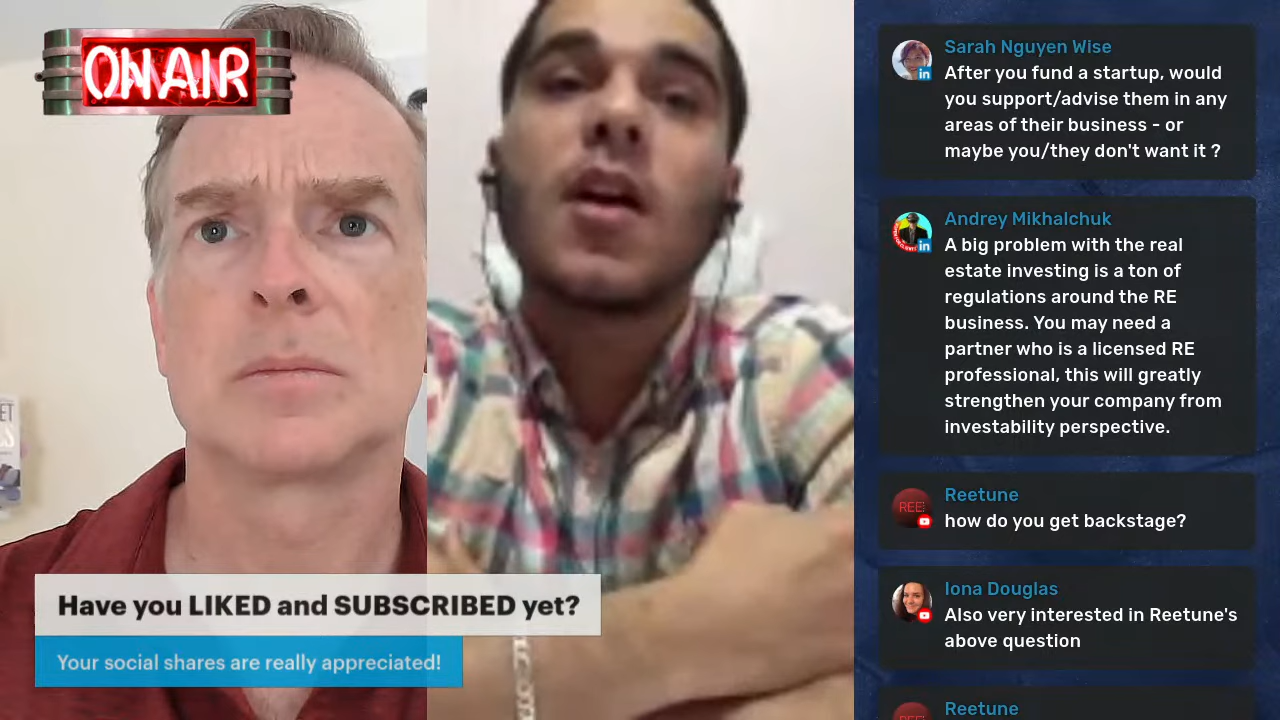 ON AIR
Have you LIKED and SUBSCRIBED yet?
Your social shares are really appreciated!
Sarah Nguyen Wise
After you fund a startup, would
you support/advise them in any
areas of their business - or
maybe you/they don't want it ?
Andrey Mikhalchuk
A big problem with the real
estate investing is a ton of
regulations around the RE
business. You may need a
partner who is a licensed RE
professional, this will greatly
strengthen your company from
investability perspective.
REE
Reetune
how do you get backstage?
Iona Douglas
Also very interested in Reetune's
above question
Reetune